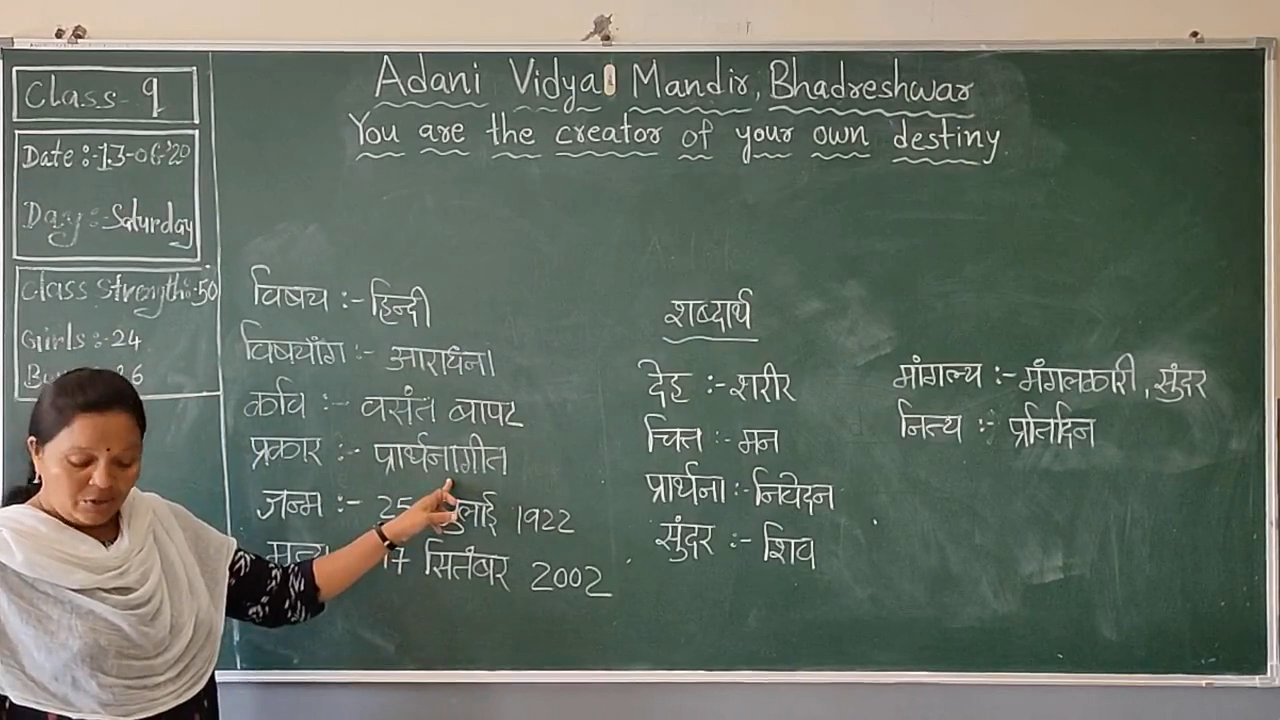 Adani Vidya Mandir, Bhadreshwar
You are the creator of your own destiny
Class - 9
Date :- 13-06-'20
Day :- Saturday
Class Strength :- 50
Girls :- 24
विषय :- हिन्दी
विषयांग :- आराधना
कवि :- वसंत बापट
प्रकार :- प्रार्थनागीत
जन्म :- 25 जुलाई 1922
17 सितंबर 2002
शब्दार्थ
देह :- शरीर
चित्त :- मन
प्रार्थना :- निवेदन
सुंदर :- शिव
मांगल्य :- मंगलकारी, सुंदर
नित्य :- प्रतिदिन